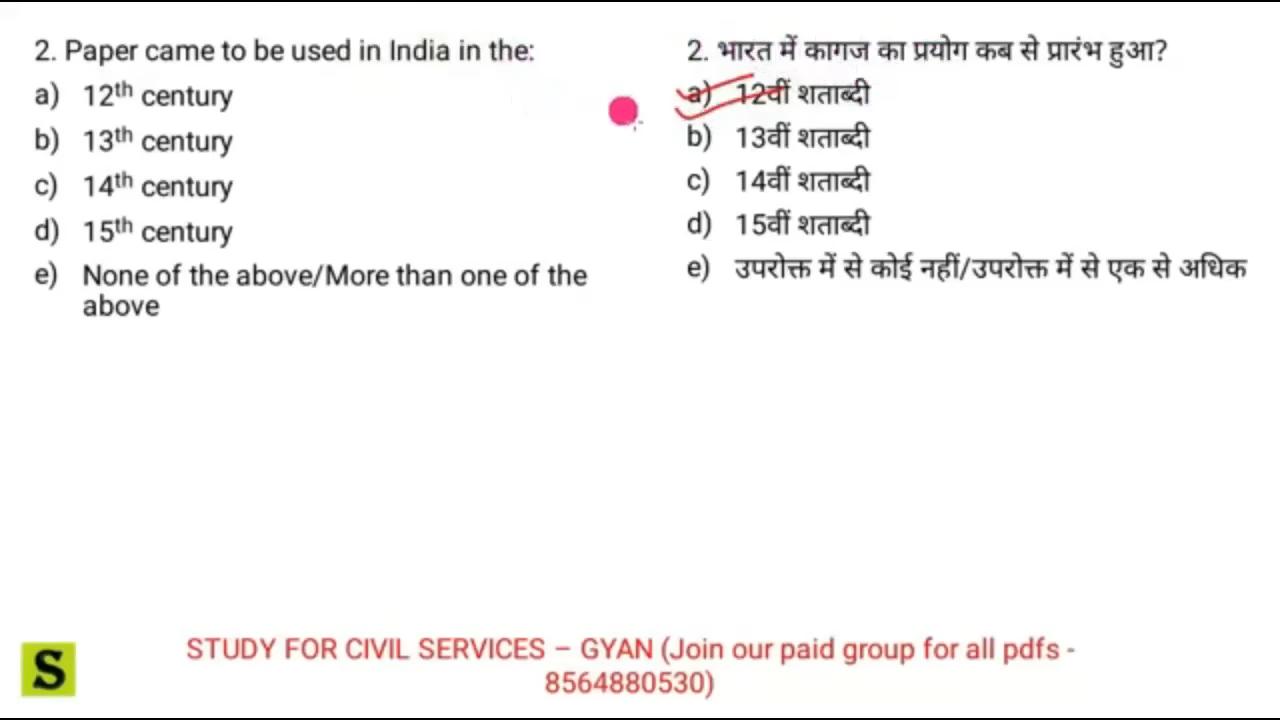 2. Paper came to be used in India in the:
a) 12th century
b) 13th century
c) 14th century
d) 15th century
e) None of the above/More than one of the
above
2. भारत में कागज का प्रयोग कब से प्रारंभ हुआ?
a) 12वीं शताब्दी
b) 13वीं शताब्दी
c) 14वीं शताब्दी
d) 15वीं शताब्दी
e) उपरोक्त में से कोई नहीं/उपरोक्त में से एक से अधिक
S
STUDY FOR CIVIL SERVICES – GYAN (Join our paid group for all pdfs -
8564880530)